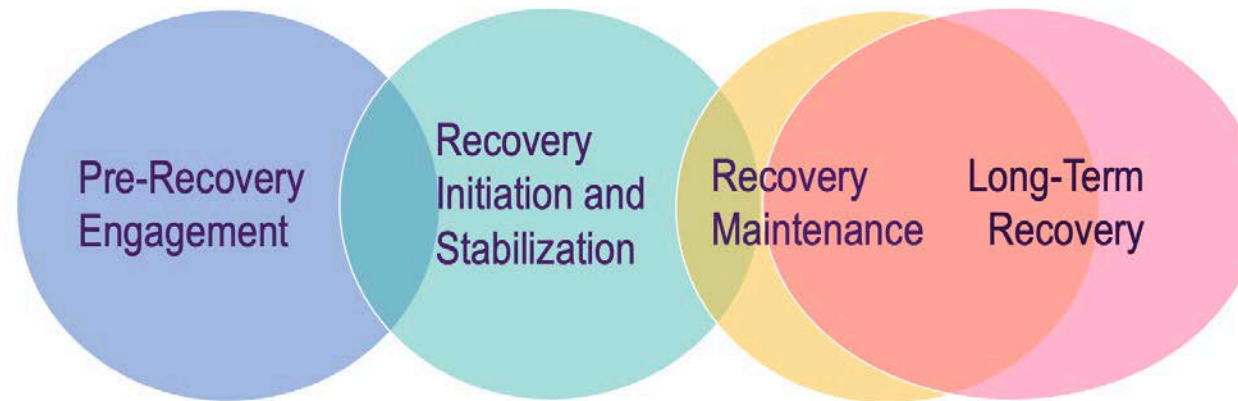 Pre-Recovery
Engagement
Recovery
Initiation and
Stabilization
Recovery
Maintenance
Long-Term
Recovery